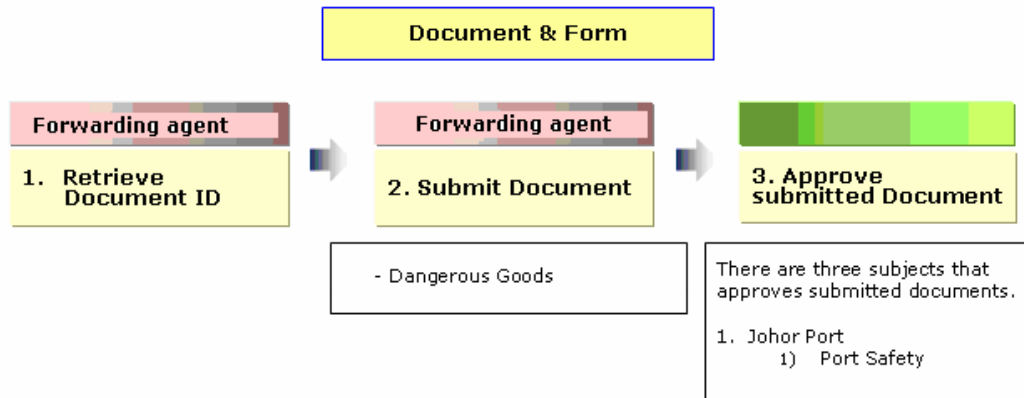 Document & Form
Forwarding agent
1. Retrieve
Document ID
Forwarding agent
2. Submit Document
- Dangerous Goods
3. Approve
submitted Document
There are three subjects that
approves submitted documents.
1. Johor Port
1) Port Safety